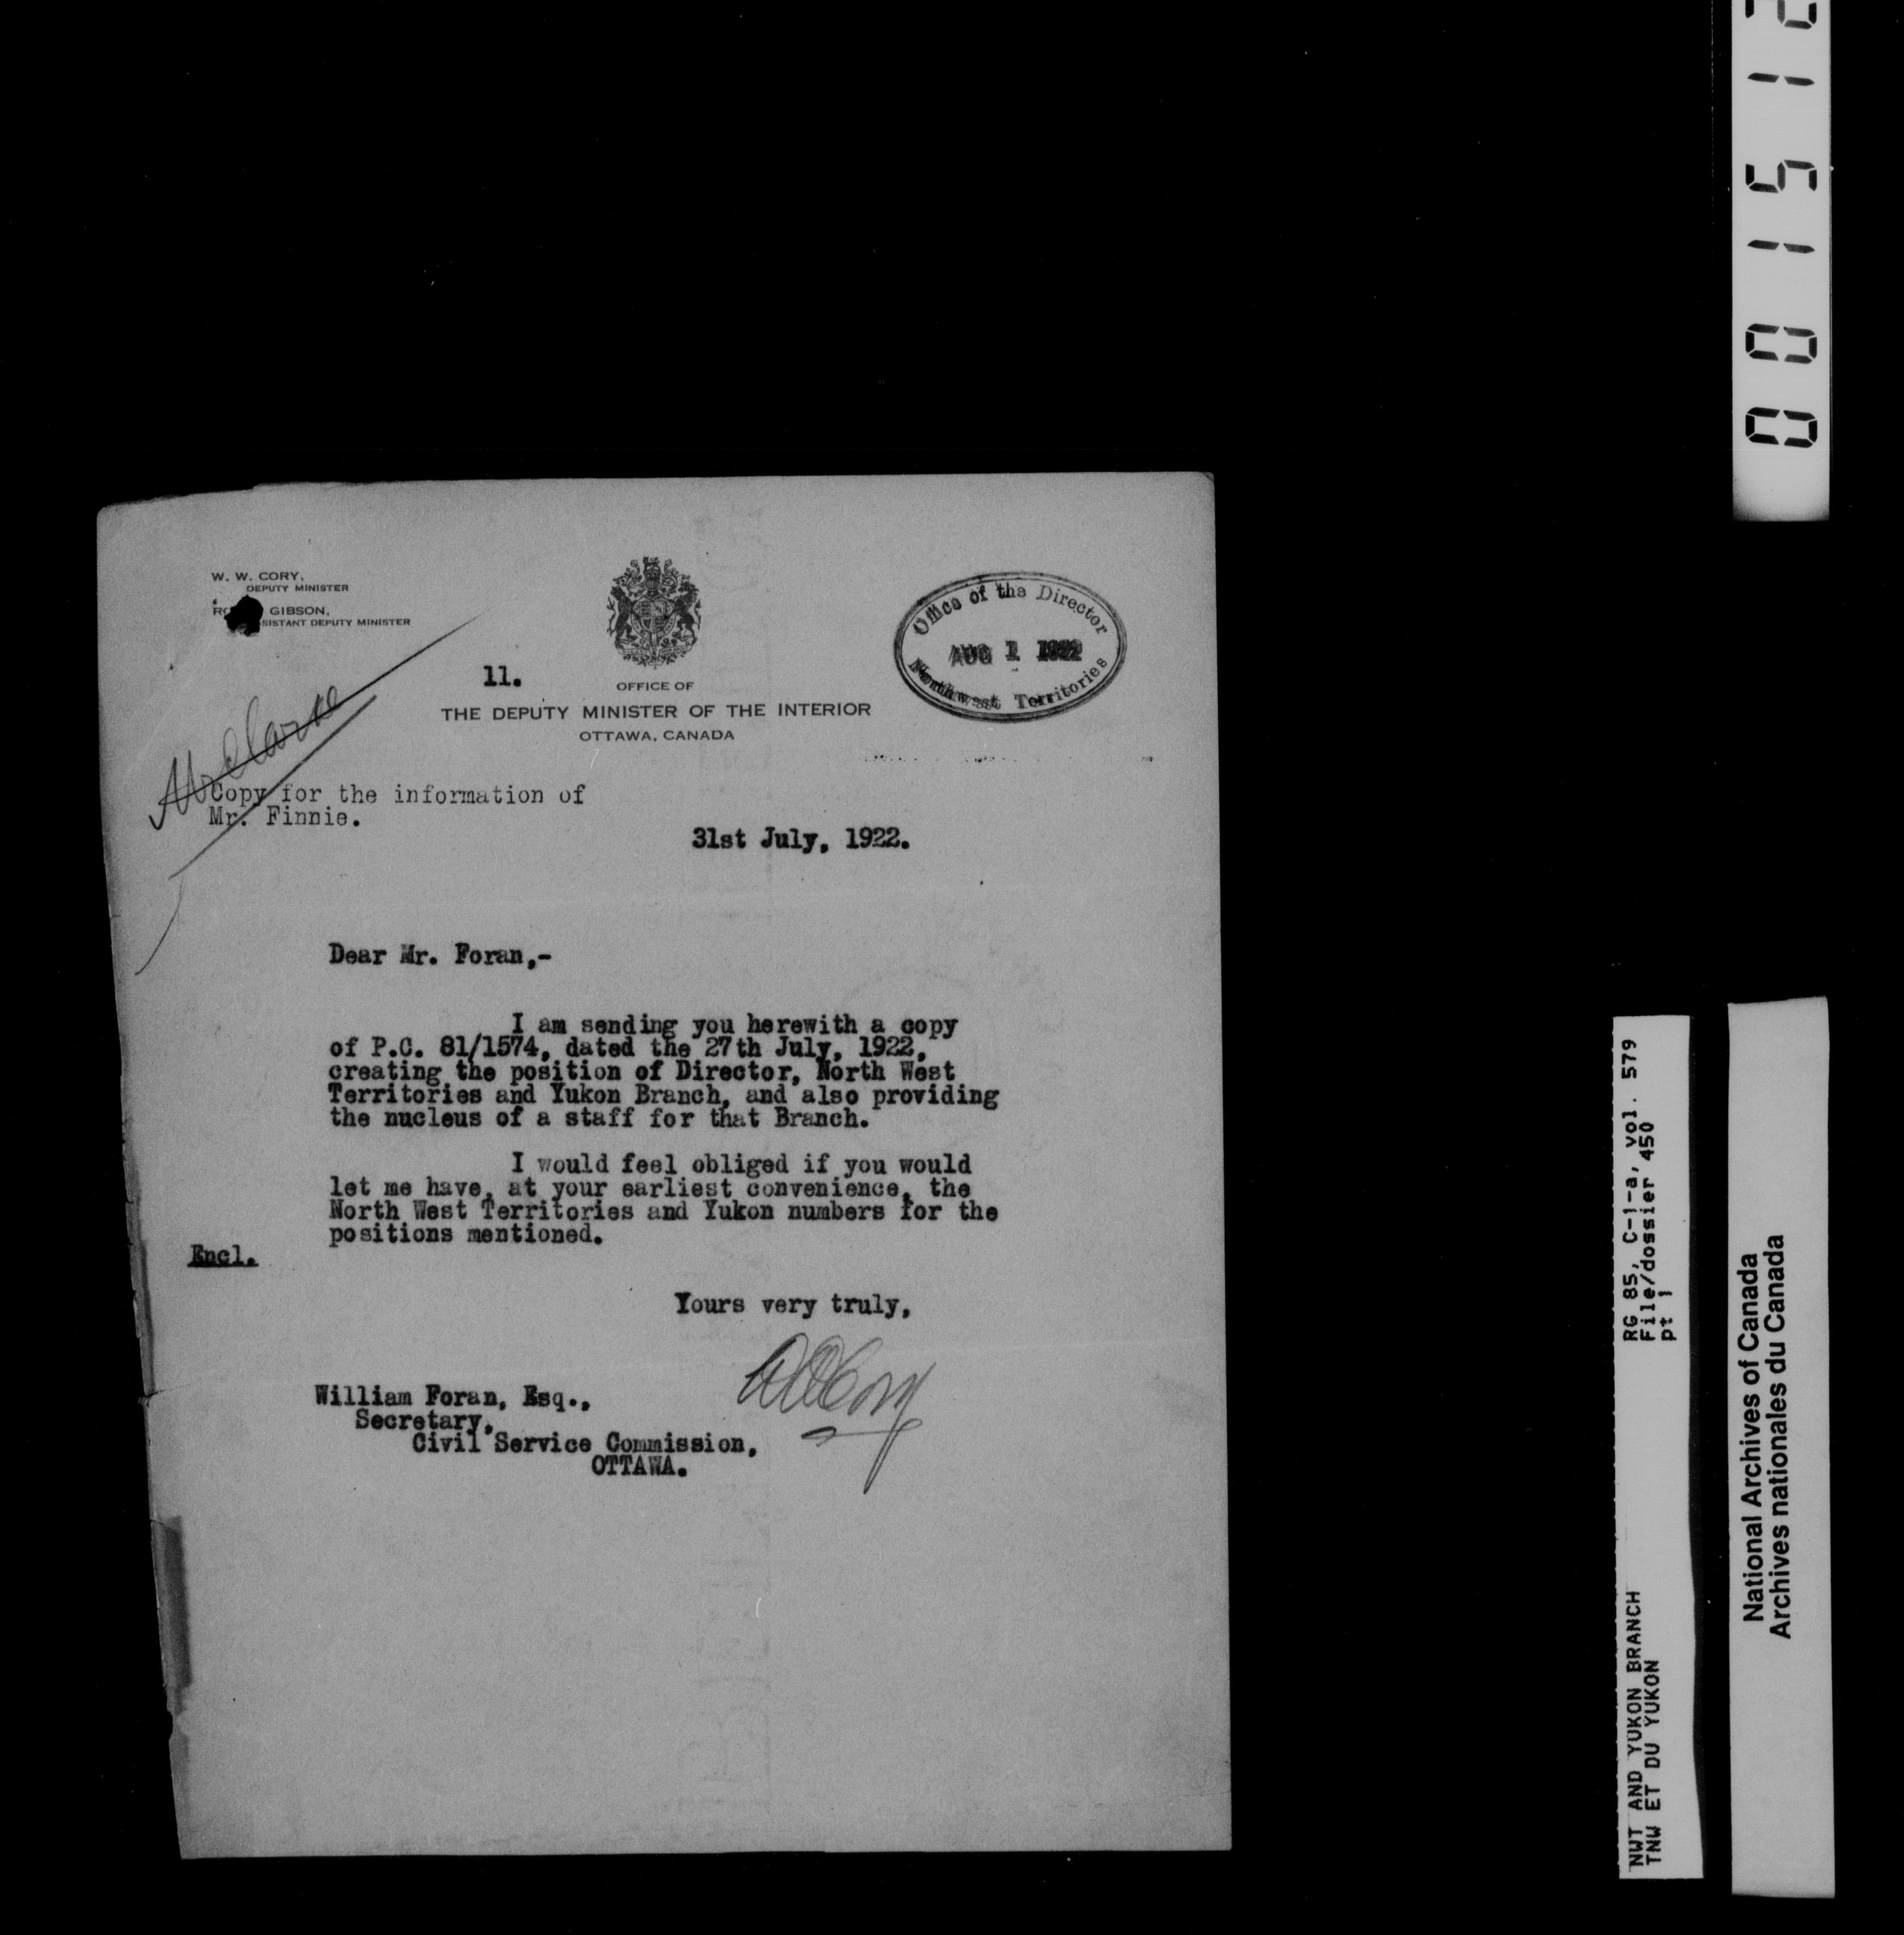 W. W. CORY,
DEPUTY MINISTER
GIBSON,
SISTANT DEPUTY MINISTER
11.
OFFICE OF
THE DEPUTY MINISTER OF THE INTERIOR
OTTAWA, CANADA
Office of the Director
AUG 1 1922
Northwest Territories
Copy for the information of
Mr. Finnie.
31st July, 1922.
Dear Mr. Foran,-
I am sending you herewith a copy
of P.C. 81/1574, dated the 27th July, 1922,
creating the position of Director, North West
Territories and Yukon Branch, and also providing
the nucleus of a staff for that Branch.
I would feel obliged if you would
let me have, at your earliest convenience, the
North West Territories and Yukon numbers for the
positions mentioned.
Encl.
Yours very truly,
WWCory
William Foran, Esq.,
Secretary,
Civil Service Commission,
OTTAWA.
RG 85, C-1-a, vol. 579
File/dossier 450
pt 1
NWT AND YUKON BRANCH
TNW ET DU YUKON
National Archives of Canada
Archives nationales du Canada